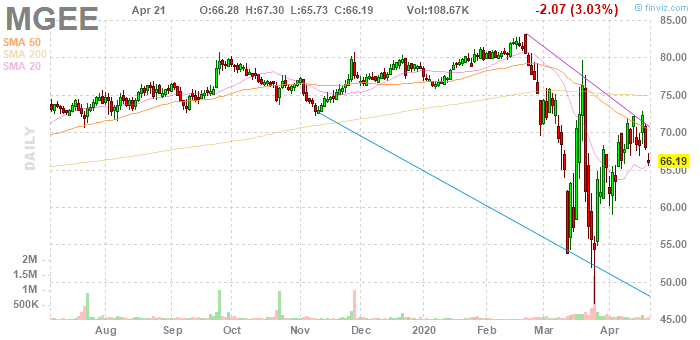 MGEE Apr 21 O:66.28 H:67.30 L:65.73 C:66.19 Vol:108.67K -2.07 (3.03%) © finviz.com
SMA 50
SMA 200
SMA 20
DAILY
85.00
80.00
75.00
70.00
66.19
65.00
60.00
55.00
50.00
45.00
2M
1.5M
1M
500K
Aug Sep Oct Nov Dec 2020 Feb Mar Apr